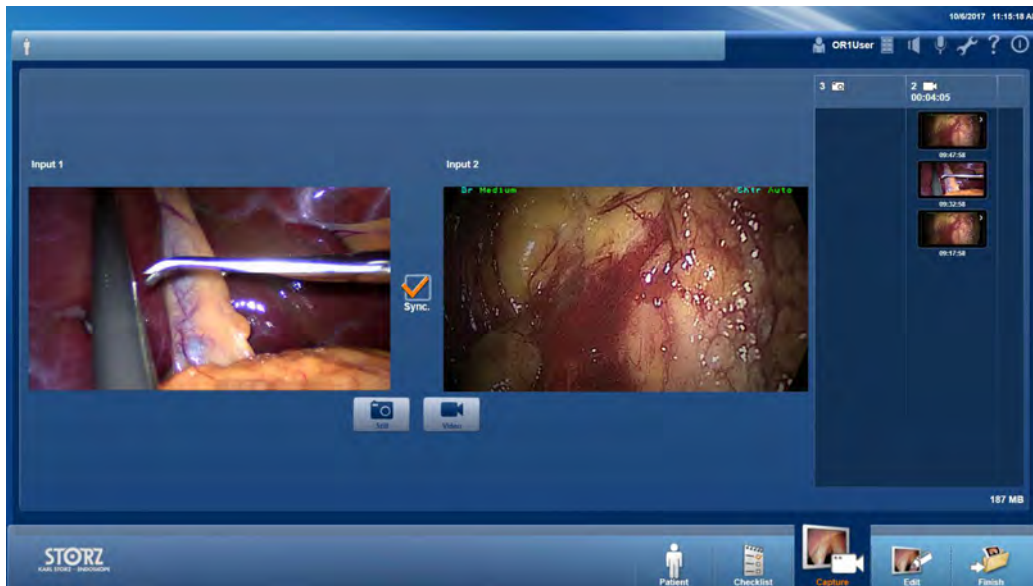 10/6/2017 11:15:18 A
OR1User
3
2
00:04:05
Input 1
Input 2
Dr Medium
CKtr Auto
09:47:58
09:32:58
09:17:58
Sync.
Still
Video
187 MB
STORZ
KARL STORZ - ENDOSKOPE
Patient
Checklist
Capture
Edit
Finish